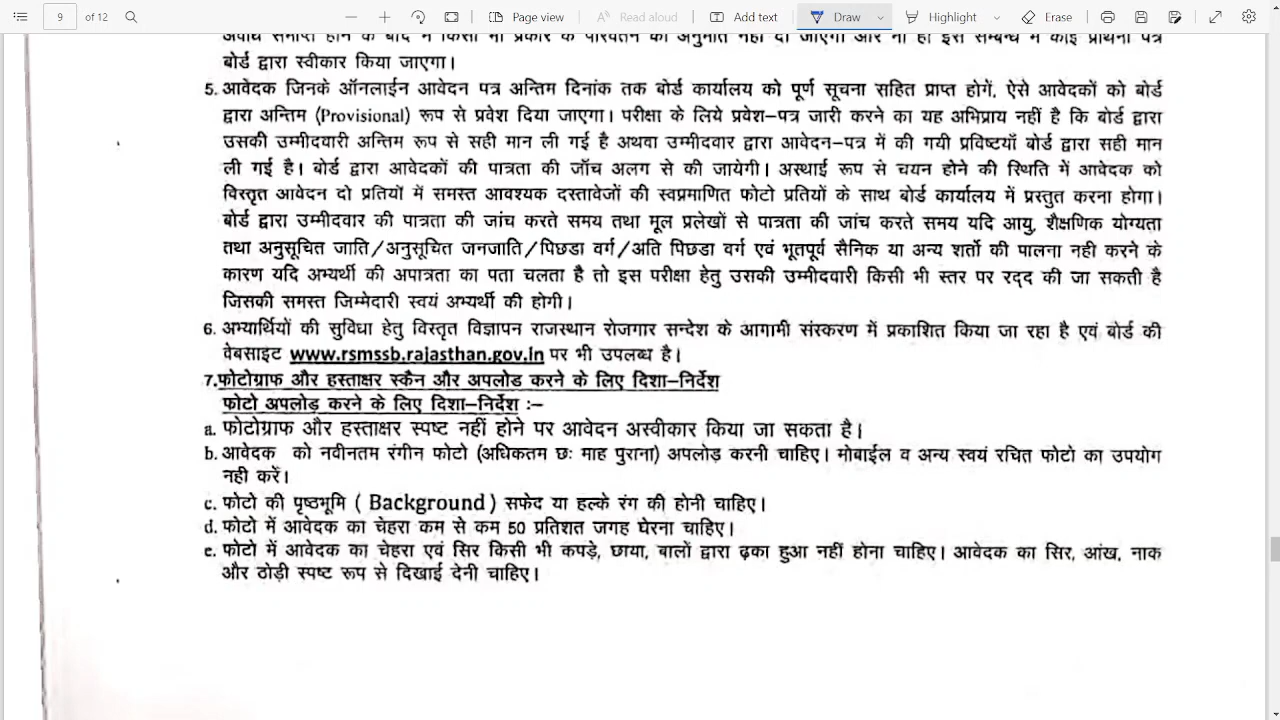 9 of 12 Page view Read aloud Add text Draw Highlight Erase
बोर्ड द्वारा स्वीकार किया जाएगा।
5. आवेदक जिनके ऑनलाईन आवेदन पत्र अन्तिम दिनांक तक बोर्ड कार्यालय को पूर्ण सूचना सहित प्राप्त होगें, ऐसे आवेदकों को बोर्ड
द्वारा अन्तिम (Provisional) रूप से प्रवेश दिया जाएगा। परीक्षा के लिये प्रवेश–पत्र जारी करने का यह अभिप्राय नहीं है कि बोर्ड द्वारा
उसकी उम्मीदवारी अन्तिम रूप से सही मान ली गई है अथवा उम्मीदवार द्वारा आवेदन–पत्र में की गयी प्रविष्टियॉं बोर्ड द्वारा सही मान
ली गई है। बोर्ड द्वारा आवेदकों की पात्रता की जॉच अलग से की जायेगी। अस्थाई रूप से चयन होने की स्थिति में आवेदक को
विस्तृत आवेदन दो प्रतियों में समस्त आवश्यक दस्तावेजों की स्वप्रमाणित फोटो प्रतियों के साथ बोर्ड कार्यालय में प्रस्तुत करना होगा।
बोर्ड द्वारा उम्मीदवार की पात्रता की जांच करते समय तथा मूल प्रलेखों से पात्रता की जांच करते समय यदि आयु, शैक्षणिक योग्यता
तथा अनुसूचित जाति/अनुसूचित जनजाति/पिछडा वर्ग/अति पिछडा वर्ग एवं भूतपूर्व सैनिक या अन्य शर्तो की पालना नही करने के
कारण यदि अभ्यर्थी की अपात्रता का पता चलता है तो इस परीक्षा हेतु उसकी उम्मीदवारी किसी भी स्तर पर रद्द की जा सकती है
जिसकी समस्त जिम्मेदारी स्वयं अभ्यर्थी की होगी।
6. अभ्यार्थियों की सुविधा हेतु विस्तृत विज्ञापन राजस्थान रोजगार सन्देश के आगामी संस्करण में प्रकाशित किया जा रहा है एवं बोर्ड की
वेबसाइट www.rsmssb.rajasthan.gov.in पर भी उपलब्ध है।
7.फोटोग्राफ और हस्ताक्षर स्कैन और अपलोड करने के लिए दिशा–निर्देश
फोटो अपलोड़ करने के लिए दिशा–निर्देश :–
a. फोटोग्राफ और हस्ताक्षर स्पष्ट नहीं होने पर आवेदन अस्वीकार किया जा सकता है।
b. आवेदक को नवीनतम रंगीन फोटो (अधिकतम छः माह पुराना) अपलोड़ करनी चाहिए। मोबाईल व अन्य स्वयं रचित फोटो का उपयोग
नही करें।
c. फोटो की पृष्ठभूमि ( Background ) सफेद या हल्के रंग की होनी चाहिए।
d. फोटो में आवेदक का चेहरा कम से कम 50 प्रतिशत जगह घेरना चाहिए।
e. फोटो में आवेदक का चेहरा एवं सिर किसी भी कपड़े, छाया, बालों द्वारा ढ़का हुआ नहीं होना चाहिए। आवेदक का सिर, आंख, नाक
और ठोड़ी स्पष्ट रूप से दिखाई देनी चाहिए।